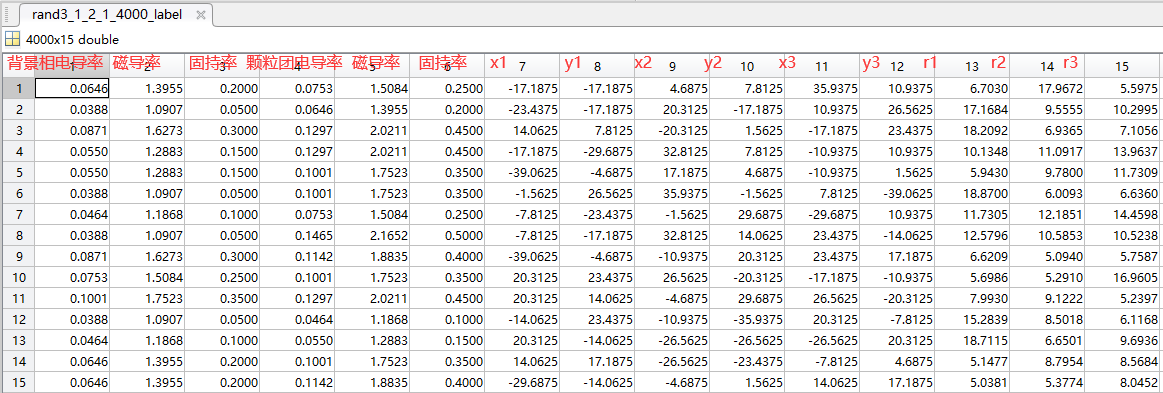 rand3_1_2_1_4000_label
4000x15 double
背景相电导率 磁导率 固持率 颗粒团电导率 磁导率 固持率 x1 y1 x2 y2 x3 y3 r1 r2 r3
1 2 3 4 5 6 7 8 9 10 11 12 13 14 15
1 0.0646 1.3955 0.2000 0.0753 1.5084 0.2500 -17.1875 -17.1875 4.6875 7.8125 35.9375 10.9375 6.7030 17.9672 5.5975
2 0.0388 1.0907 0.0500 0.0646 1.3955 0.2000 -23.4375 -17.1875 20.3125 -17.1875 10.9375 26.5625 17.1684 9.5555 10.2995
3 0.0871 1.6273 0.3000 0.1297 2.0211 0.4500 14.0625 7.8125 -20.3125 1.5625 -17.1875 23.4375 18.2092 6.9365 7.1056
4 0.0550 1.2883 0.1500 0.1297 2.0211 0.4500 -17.1875 -29.6875 32.8125 7.8125 -10.9375 10.9375 10.1348 11.0917 13.9637
5 0.0550 1.2883 0.1500 0.1001 1.7523 0.3500 -39.0625 -4.6875 17.1875 4.6875 -10.9375 1.5625 5.9430 9.7800 11.7309
6 0.0388 1.0907 0.0500 0.1001 1.7523 0.3500 -1.5625 26.5625 35.9375 -1.5625 7.8125 -39.0625 18.8700 6.0093 6.6360
7 0.0464 1.1868 0.1000 0.0753 1.5084 0.2500 -7.8125 -23.4375 -1.5625 29.6875 -29.6875 10.9375 11.7305 12.1851 14.4598
8 0.0388 1.0907 0.0500 0.1465 2.1652 0.5000 -7.8125 -17.1875 32.8125 14.0625 23.4375 -14.0625 12.5796 10.5853 10.5238
9 0.0871 1.6273 0.3000 0.1142 1.8835 0.4000 -39.0625 -4.6875 -10.9375 20.3125 23.4375 17.1875 6.6209 5.0940 5.7587
10 0.0753 1.5084 0.2500 0.1001 1.7523 0.3500 20.3125 23.4375 26.5625 -20.3125 -17.1875 -10.9375 5.6986 5.2910 16.9605
11 0.1001 1.7523 0.3500 0.1297 2.0211 0.4500 20.3125 14.0625 -4.6875 29.6875 26.5625 -20.3125 7.9930 9.1222 5.2397
12 0.0388 1.0907 0.0500 0.0464 1.1868 0.1000 -14.0625 23.4375 -10.9375 -35.9375 20.3125 -7.8125 15.2839 8.5018 6.1168
13 0.0464 1.1868 0.1000 0.0550 1.2883 0.1500 20.3125 -14.0625 -26.5625 -26.5625 -26.5625 20.3125 18.7115 6.6501 9.6936
14 0.0646 1.3955 0.2000 0.1001 1.7523 0.3500 14.0625 17.1875 -26.5625 -23.4375 -7.8125 4.6875 5.1477 8.7954 8.5684
15 0.0646 1.3955 0.2000 0.1142 1.8835 0.4000 -29.6875 -14.0625 -4.6875 1.5625 14.0625 17.1875 5.0381 5.3774 8.0452